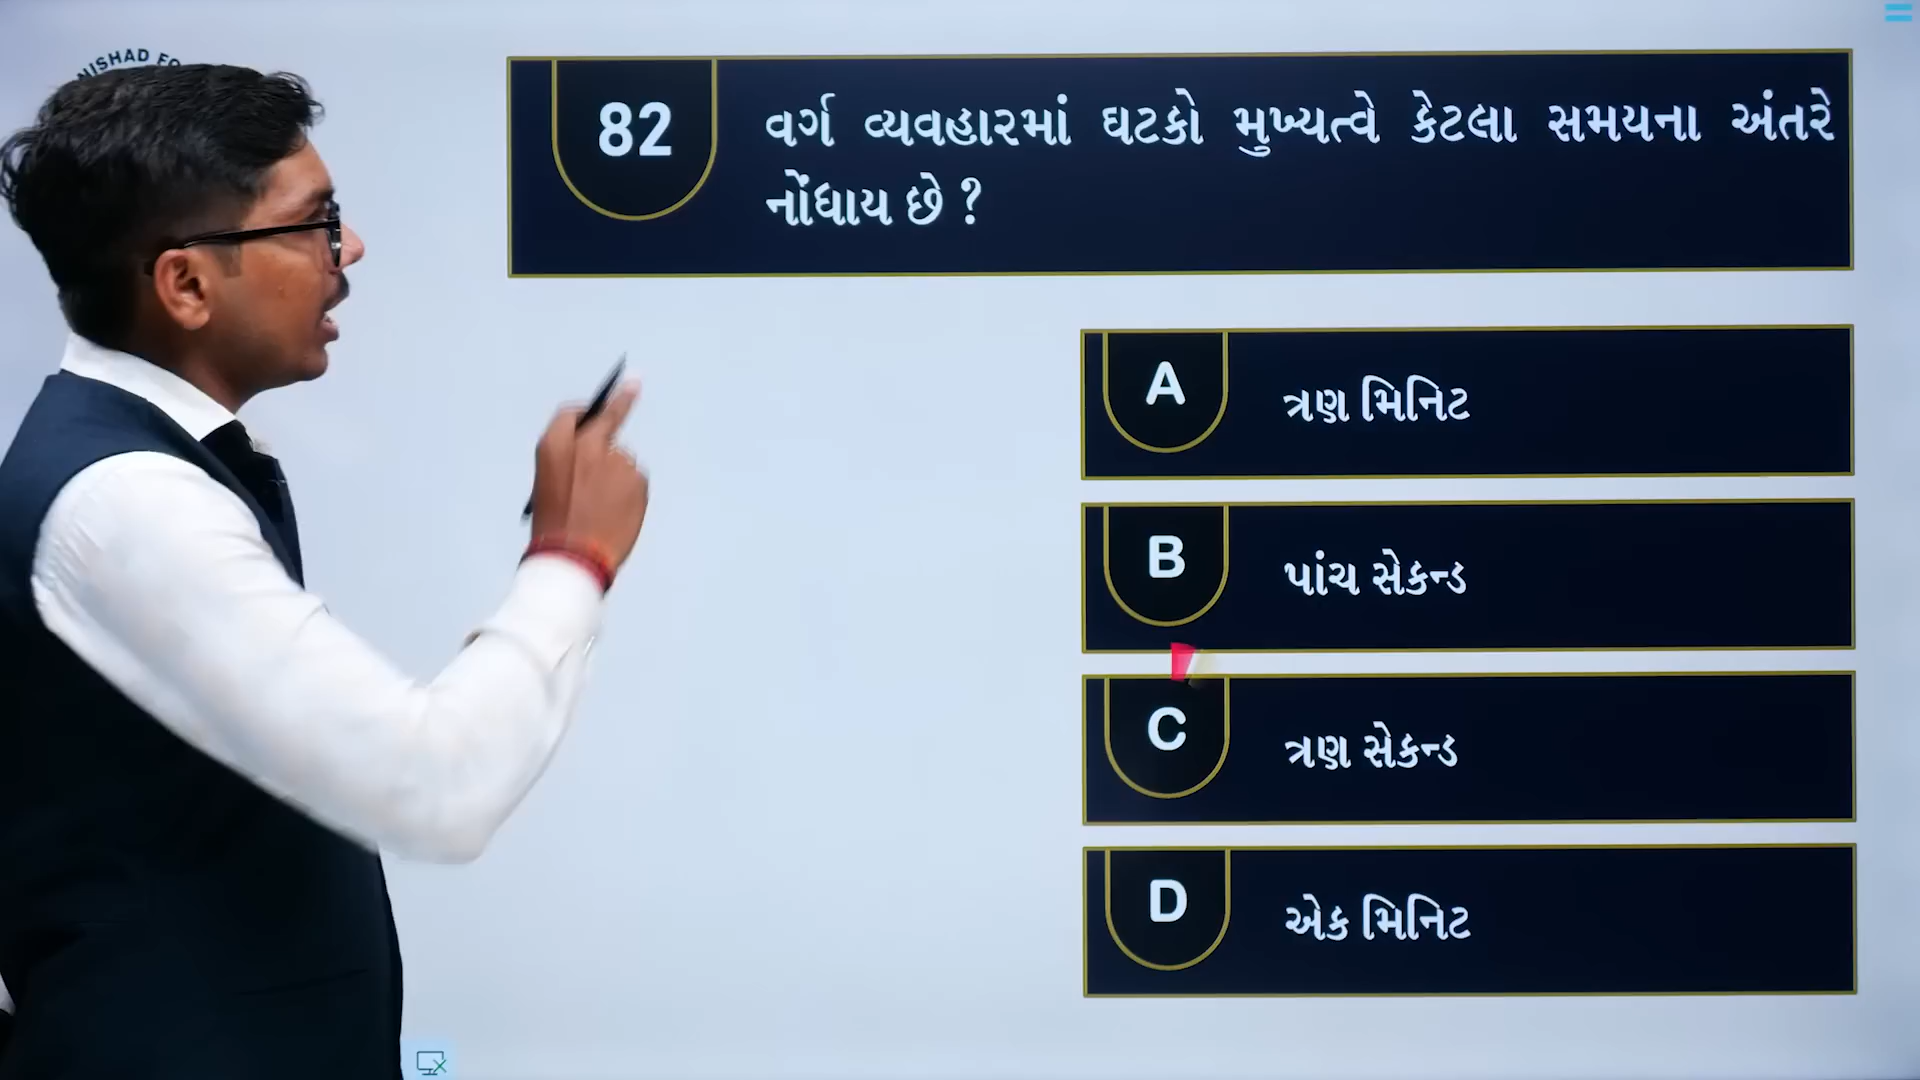 82
વર્ગ વ્યવહારમાં ઘટકો મુખ્યત્વે કેટલા સમયના અંતરે
નોંધાય છે ?
A
ત્રણ મિનિટ
B
પાંચ સેકન્ડ
C
ત્રણ સેકન્ડ
D
એક મિનિટ